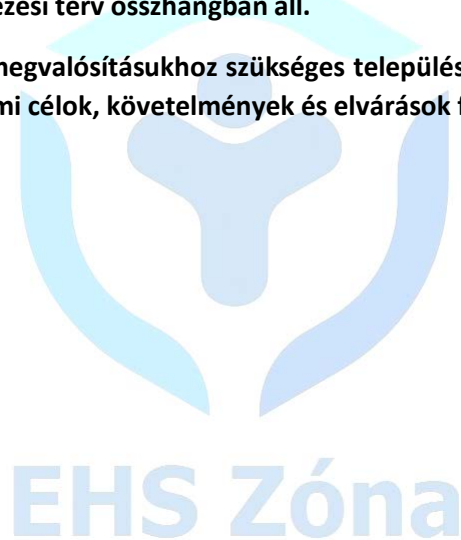 ezési terv összhangban áll.
megvalósításukhoz szükséges település
mi célok, követelmények és elvárások f
EHS Zóna